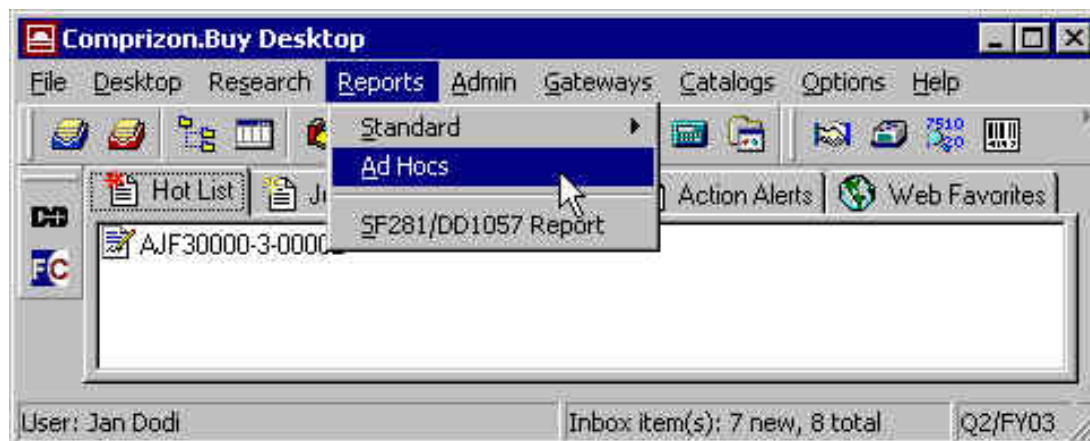 Comprizon.Buy Desktop
File Desktop Research Reports Admin Gateways Catalogs Options Help
Standard
Ad Hocs
SF281/DD1057 Report
7510
20
Hot List
Action Alerts
Web Favorites
AJF30000-3-0000
FC
User: Jan Dodi
Inbox item(s): 7 new, 8 total
Q2/FY03